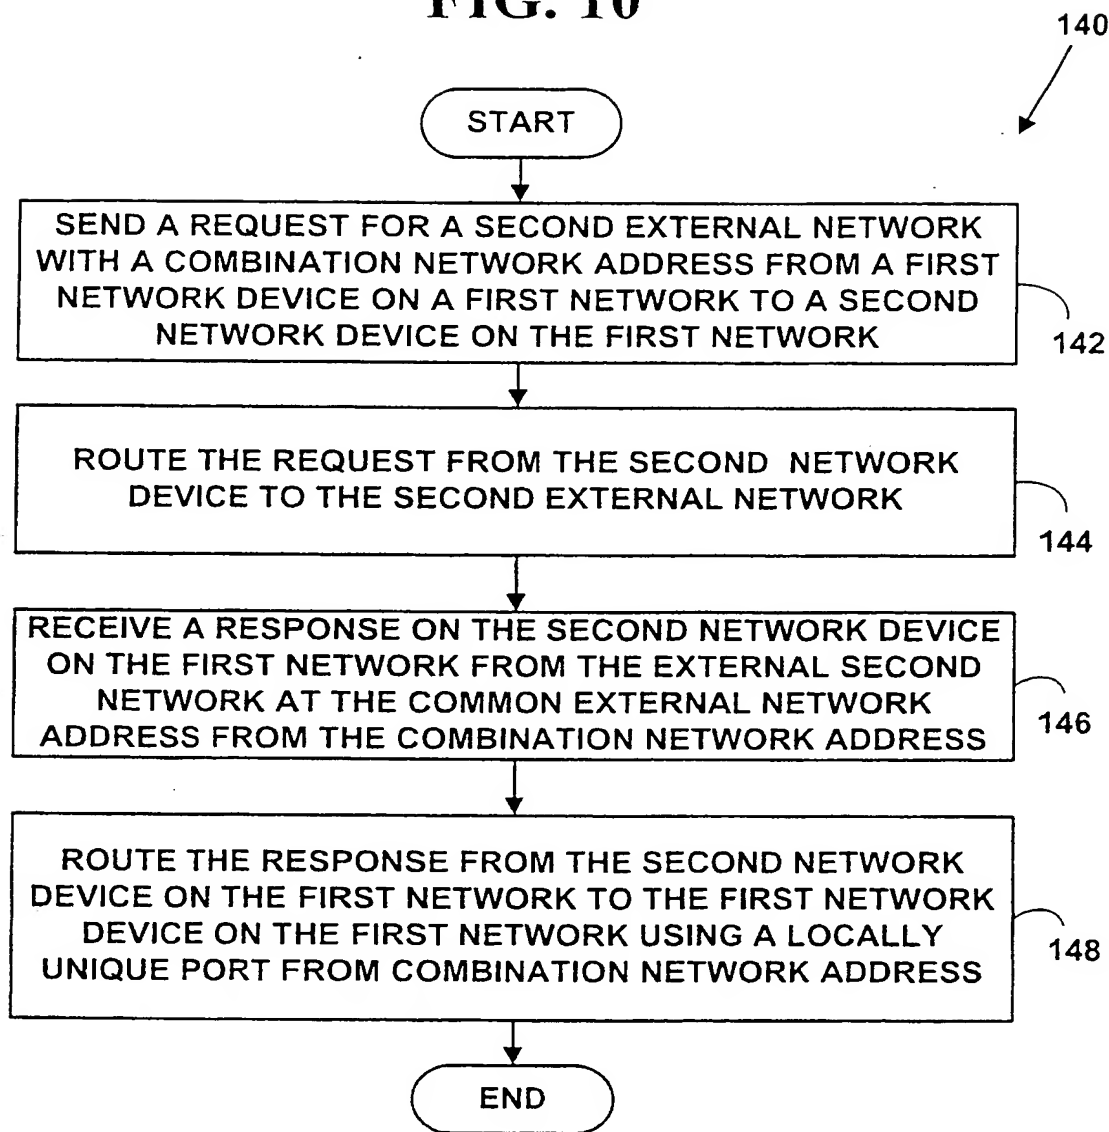 FIG. 10
140
START
SEND A REQUEST FOR A SECOND EXTERNAL NETWORK
WITH A COMBINATION NETWORK ADDRESS FROM A FIRST
NETWORK DEVICE ON A FIRST NETWORK TO A SECOND
NETWORK DEVICE ON THE FIRST NETWORK
142
ROUTE THE REQUEST FROM THE SECOND NETWORK
DEVICE TO THE SECOND EXTERNAL NETWORK
144
RECEIVE A RESPONSE ON THE SECOND NETWORK DEVICE
ON THE FIRST NETWORK FROM THE EXTERNAL SECOND
NETWORK AT THE COMMON EXTERNAL NETWORK
ADDRESS FROM THE COMBINATION NETWORK ADDRESS
146
ROUTE THE RESPONSE FROM THE SECOND NETWORK
DEVICE ON THE FIRST NETWORK TO THE FIRST NETWORK
DEVICE ON THE FIRST NETWORK USING A LOCALLY
UNIQUE PORT FROM COMBINATION NETWORK ADDRESS
148
END